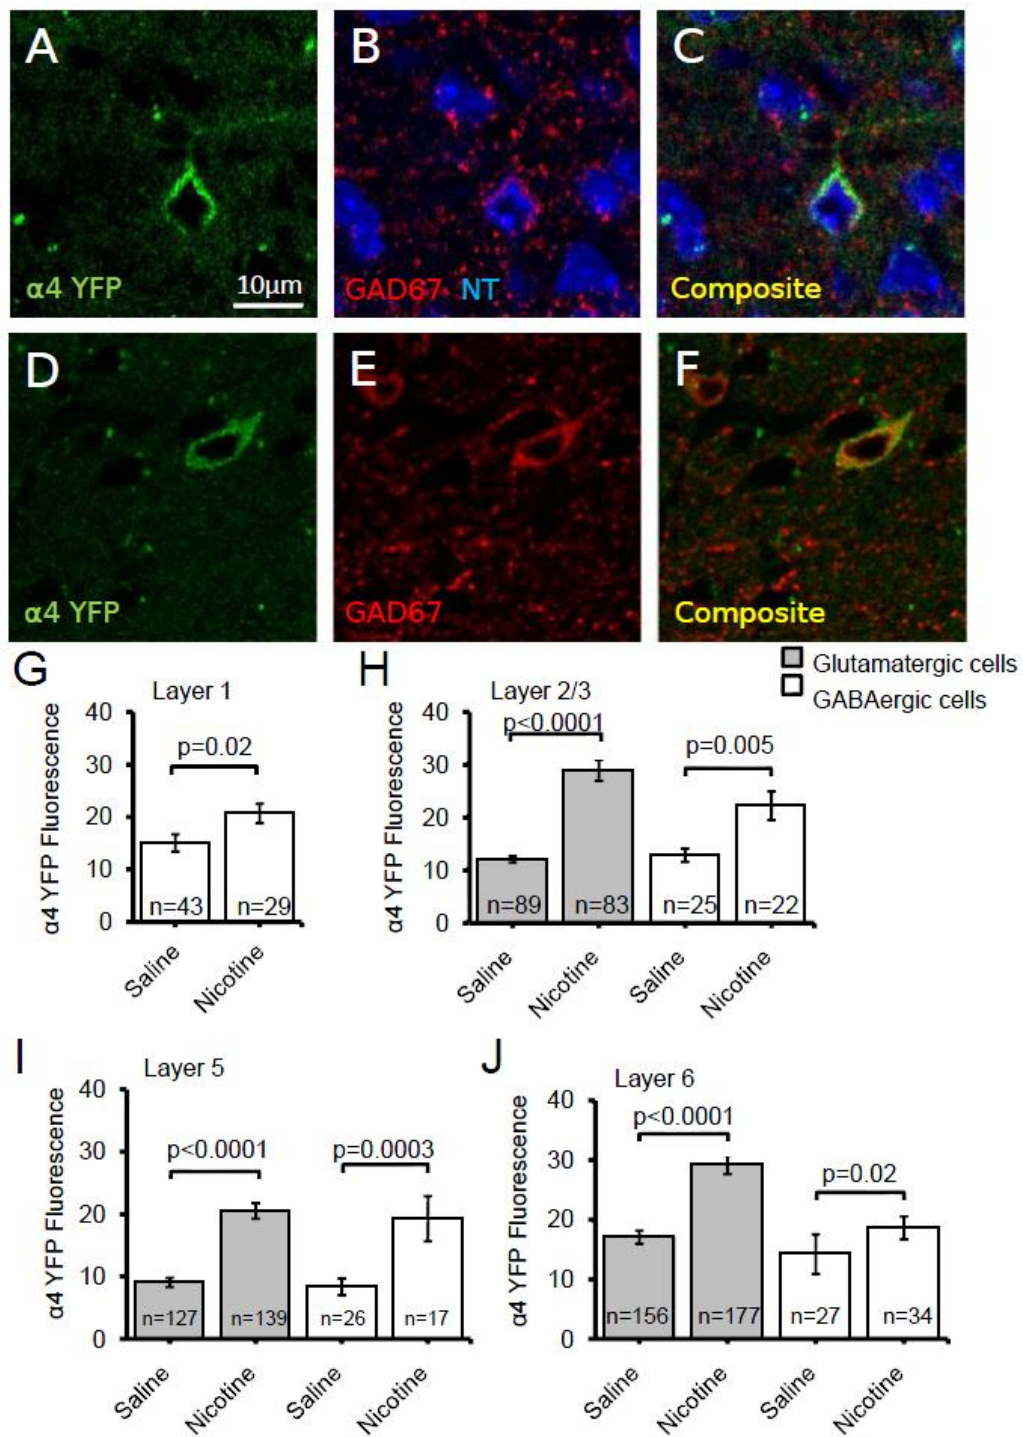 A
B
C
α4 YFP
10μm
GAD67 NT
Composite
D
E
F
α4 YFP
GAD67
Composite
Glutamatergic cells
GABAergic cells
G
Layer 1
α4 YFP Fluorescence
40
30
20
10
0
p=0.02
n=43
n=29
Saline
Nicotine
H
Layer 2/3
α4 YFP Fluorescence
40
30
20
10
0
p<0.0001
p=0.005
n=89
n=83
n=25
n=22
Saline
Nicotine
Saline
Nicotine
I
Layer 5
α4 YFP Fluorescence
40
30
20
10
0
p<0.0001
p=0.0003
n=127
n=139
n=26
n=17
Saline
Nicotine
Saline
Nicotine
J
Layer 6
α4 YFP Fluorescence
40
30
20
10
0
p<0.0001
p=0.02
n=156
n=177
n=27
n=34
Saline
Nicotine
Saline
Nicotine